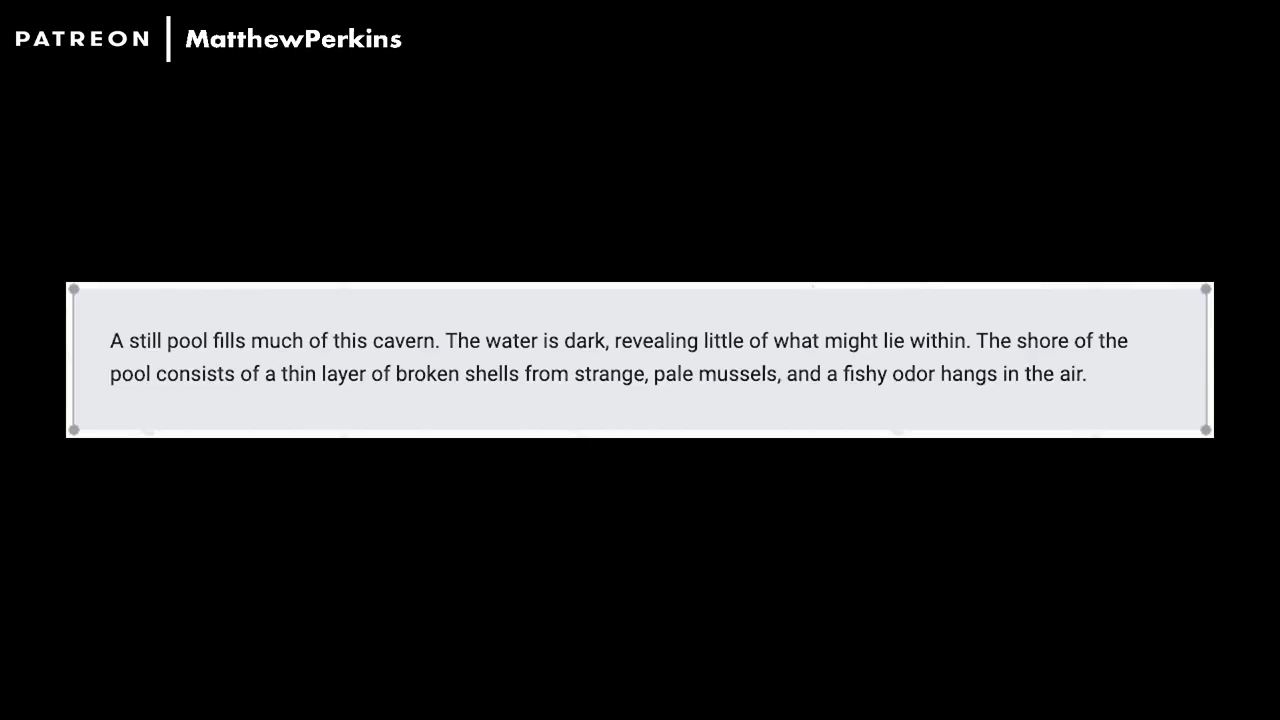 PATREON | MatthewPerkins
A still pool fills much of this cavern. The water is dark, revealing little of what might lie within. The shore of the
pool consists of a thin layer of broken shells from strange, pale mussels, and a fishy odor hangs in the air.